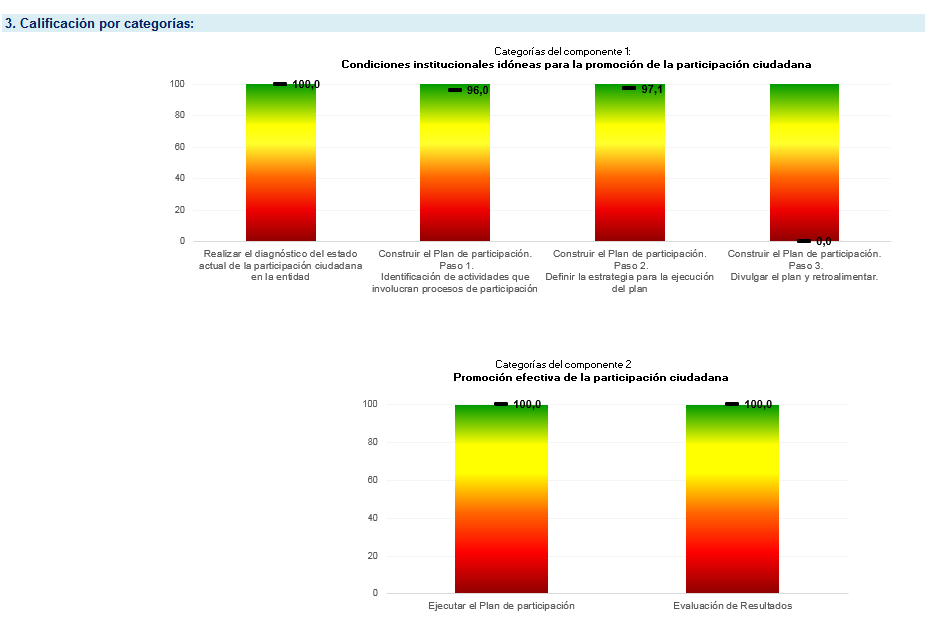 3. Calificación por categorías:
Categorías del componente 1:
Condiciones institucionales idóneas para la promoción de la participación ciudadana
100
80
60
40
20
0
100,0
96,0
97,1
0,0
Realizar el diagnóstico del estado
actual de la participación ciudadana
en la entidad
Construir el Plan de participación.
Paso 1.
Identificación de actividades que
involucran procesos de participación
Construir el Plan de participación.
Paso 2.
Definir la estrategia para la ejecución
del plan
Construir el Plan de participación.
Paso 3.
Divulgar el plan y retroalimentar.
Categorías del componente 2
Promoción efectiva de la participación ciudadana
100
80
60
40
20
0
100,0
100,0
Ejecutar el Plan de participación
Evaluación de Resultados